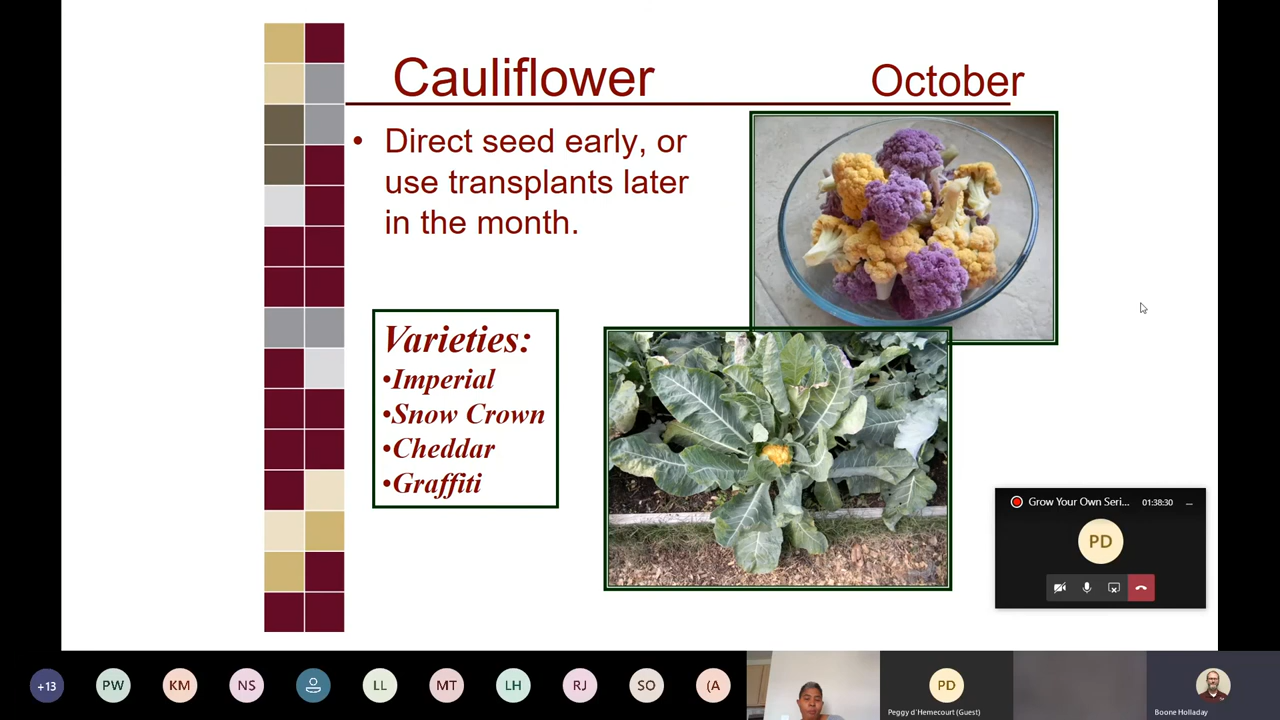 Cauliflower
October
• Direct seed early, or
use transplants later
in the month.
Varieties:
•Imperial
•Snow Crown
•Cheddar
•Graffiti
Grow Your Own Seri... 01:38:30
PD
+13
PW
KM
NS
LL
MT
LH
RJ
SO
(A
PD
Peggy d'Hemecourt (Guest)
Boone Holladay